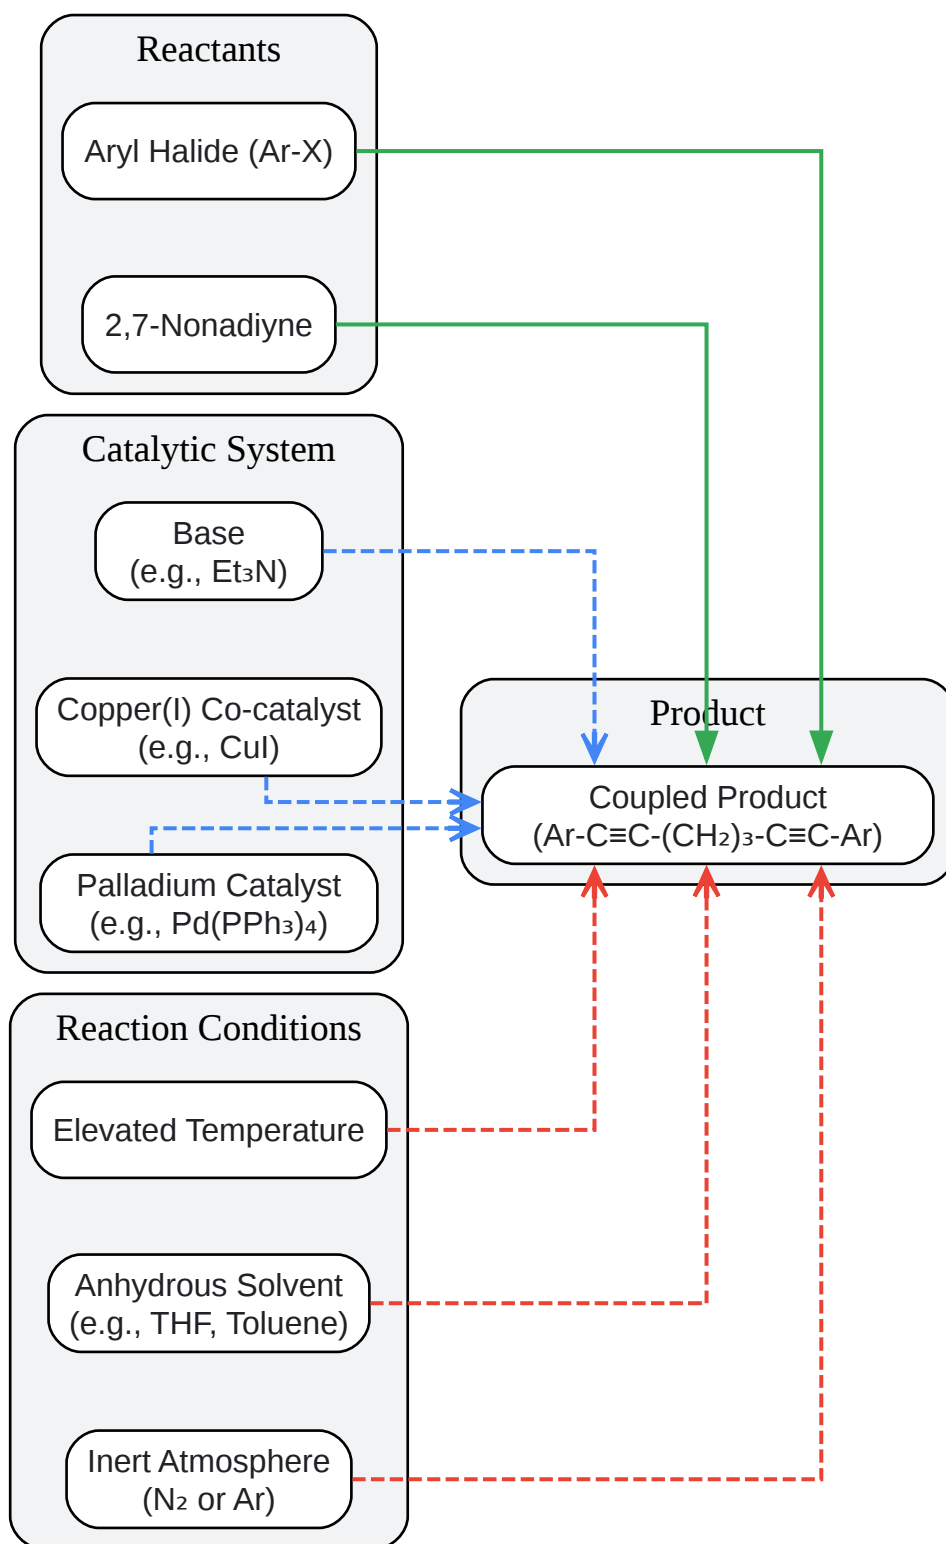 Reactants
Aryl Halide (Ar-X)
2,7-Nonadiyne
Catalytic System
Base
(e.g., Et₃N)
Copper(I) Co-catalyst
(e.g., CuI)
Palladium Catalyst
(e.g., Pd(PPh₃)₄)
Product
Coupled Product
(Ar-C≡C-(CH₂)₃-C≡C-Ar)
Reaction Conditions
Elevated Temperature
Anhydrous Solvent
(e.g., THF, Toluene)
Inert Atmosphere
(N₂ or Ar)